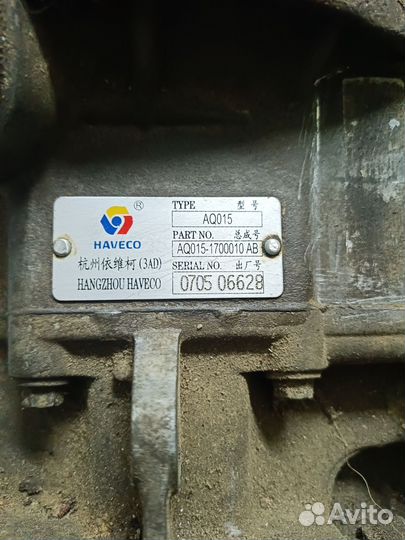 ®
HAVECO
杭州依维柯(3AD)
HANGZHOU HAVECO
TYPE 型号
AQ015
PART NO. 总成号
AQ015-1700010 AB
SERIAL NO. 出厂号
0705 06628
Avito